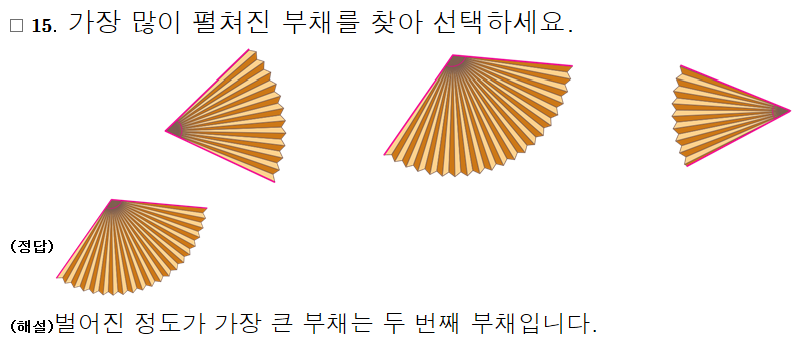 □ 15. 가장 많이 펼쳐진 부채를 찾아 선택하세요.
(정답)
(해설)벌어진 정도가 가장 큰 부채는 두 번째 부채입니다.